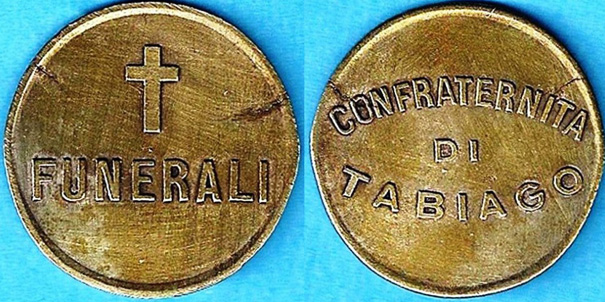 FUNERALI
CONFRATERNITA
DI
TABIAGO